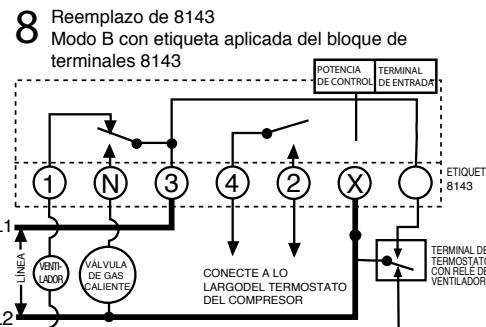 8 Reemplazo de 8143
Modo B con etiqueta aplicada del bloque de
terminales 8143
POTENCIA
DE CONTROL
TERMINAL
DE ENTRADA
1 N 3 4 2 X
ETIQUET
8143
L1
LÍNEA
VENTI-
LADOR
VÁLVULA
DE GAS
CALIENTE
CONECTE A LO
LARGODEL TERMOSTATO
DEL COMPRESOR
TERMINAL DE
TERMOSTATO
CON RELÉ DE
VENTILADOR
L2